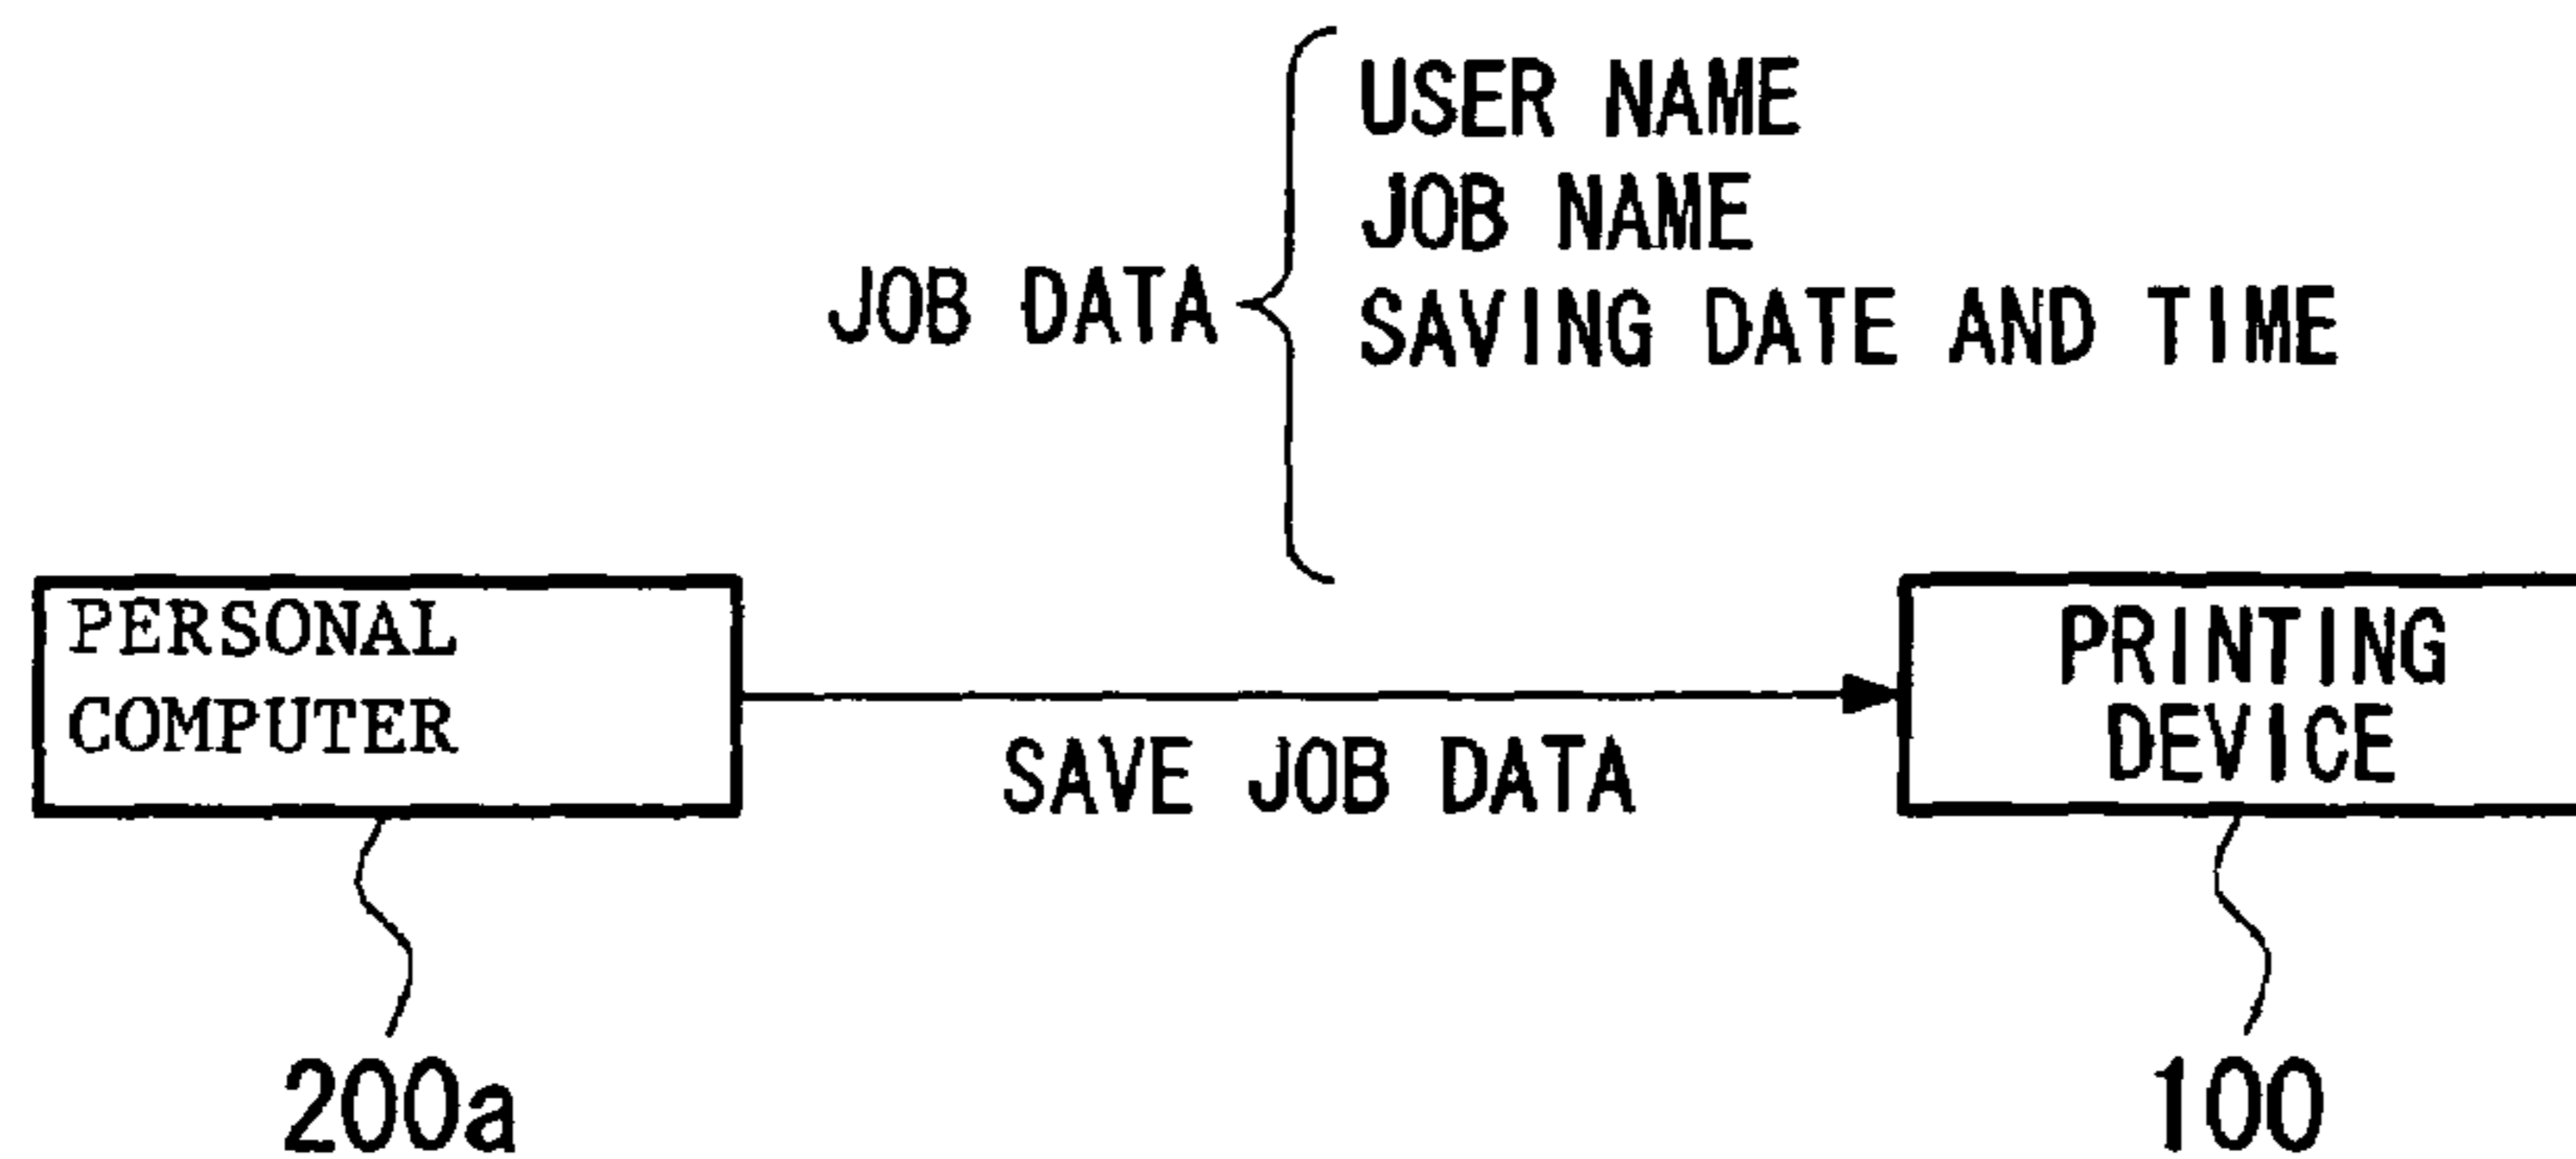 USER NAME
JOB NAME
JOB DATA
SAVING DATE AND TIME
PERSONAL
COMPUTER
SAVE JOB DATA
PRINTING
DEVICE
200a
100